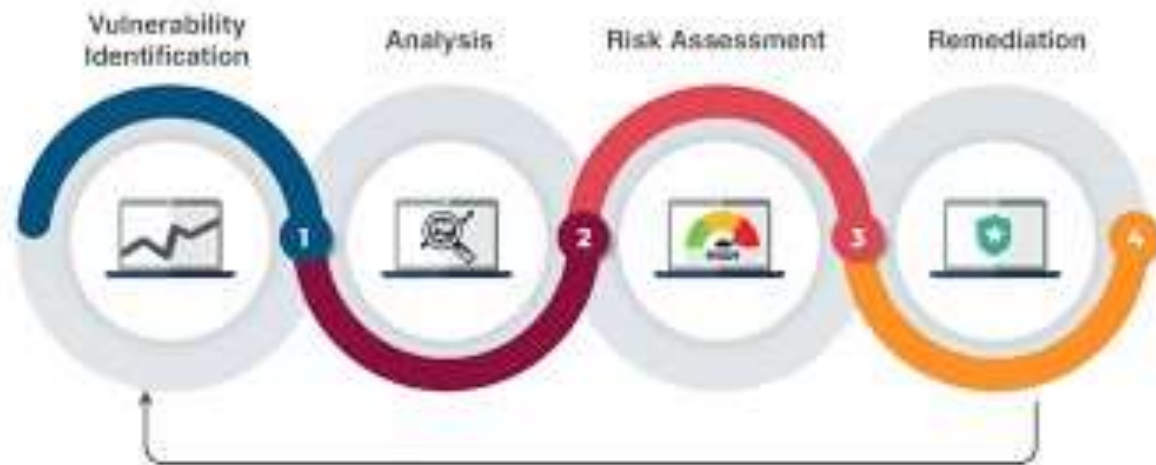 Vulnerability
Identification
Analysis
Risk Assessment
Remediation
1
2
3
4